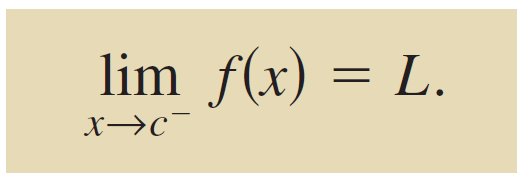 lim f(x) = L.
x→c⁻